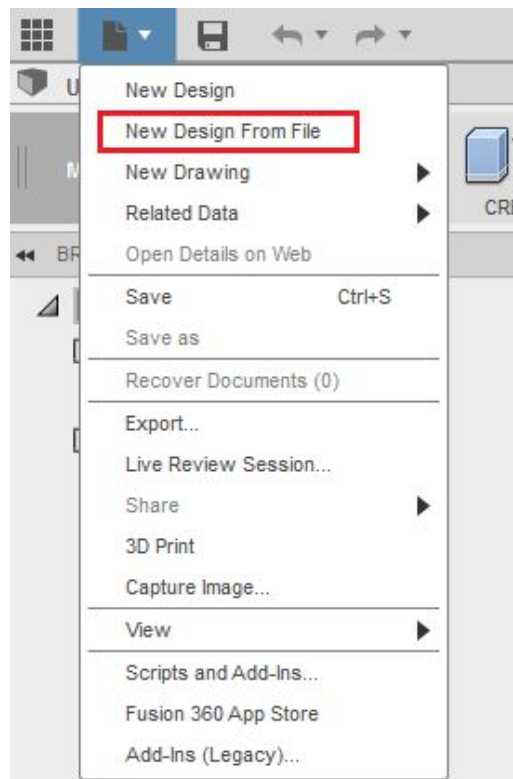 U
New Design
New Design From File
M
New Drawing
Related Data
CRE
BR
Open Details on Web
Save Ctrl+S
Save as
Recover Documents (0)
Export...
Live Review Session...
Share
3D Print
Capture Image...
View
Scripts and Add-Ins...
Fusion 360 App Store
Add-Ins (Legacy)...